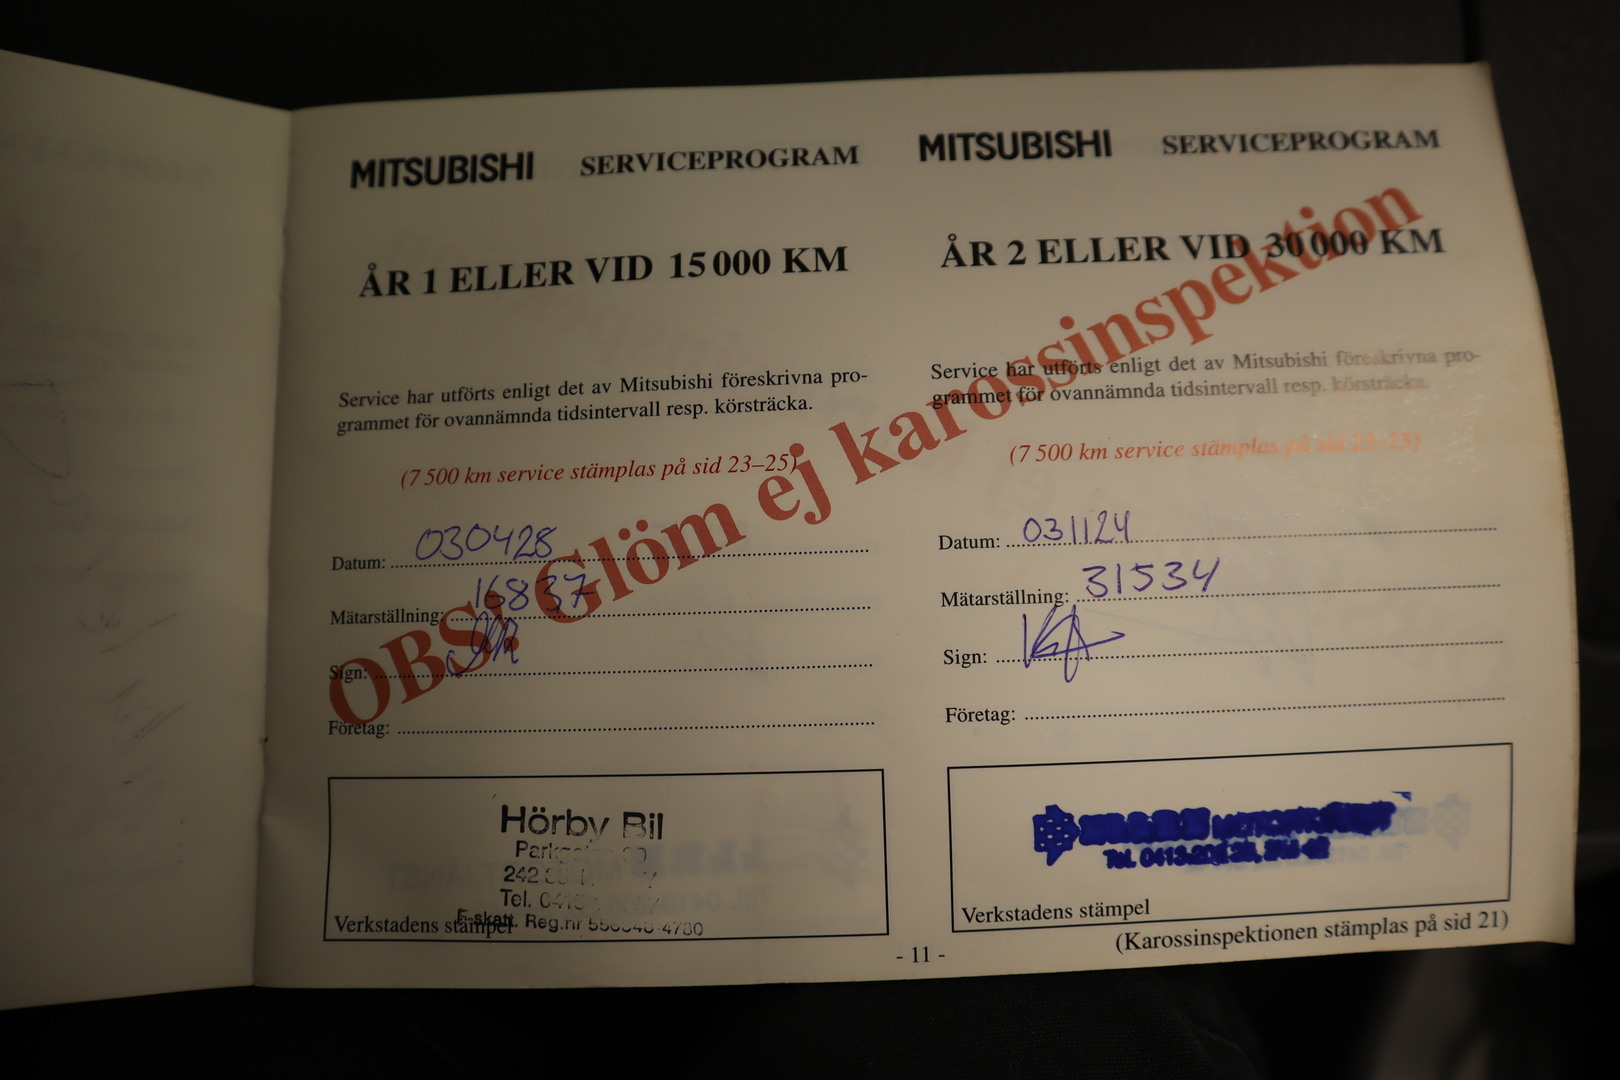 MITSUBISHI SERVICEPROGRAM
ÅR 1 ELLER VID 15 000 KM
Service har utförts enligt det av Mitsubishi föreskrivna pro-
grammet för ovannämnda tidsintervall resp. körsträcka.
(7 500 km service stämplas på sid 23–25)
Datum: 030428
Mätarställning: 16837
Sign:
Företag:
Hörby Bil
242
Tel.
F-skatt. Reg.nr
Verkstadens stämpel
MITSUBISHI SERVICEPROGRAM
ÅR 2 ELLER VID 30 000 KM
Service har utförts enligt det av Mitsubishi föreskrivna pro-
grammet för ovannämnda tidsintervall resp. körsträcka.
(7 500 km service stämplas på sid 23–25)
Datum: 031124
Mätarställning: 31534
Sign:
Företag:
Tel.
Verkstadens stämpel
(Karossinspektionen stämplas på sid 21)
OBS! Glöm ej karossinspektion
- 11 -